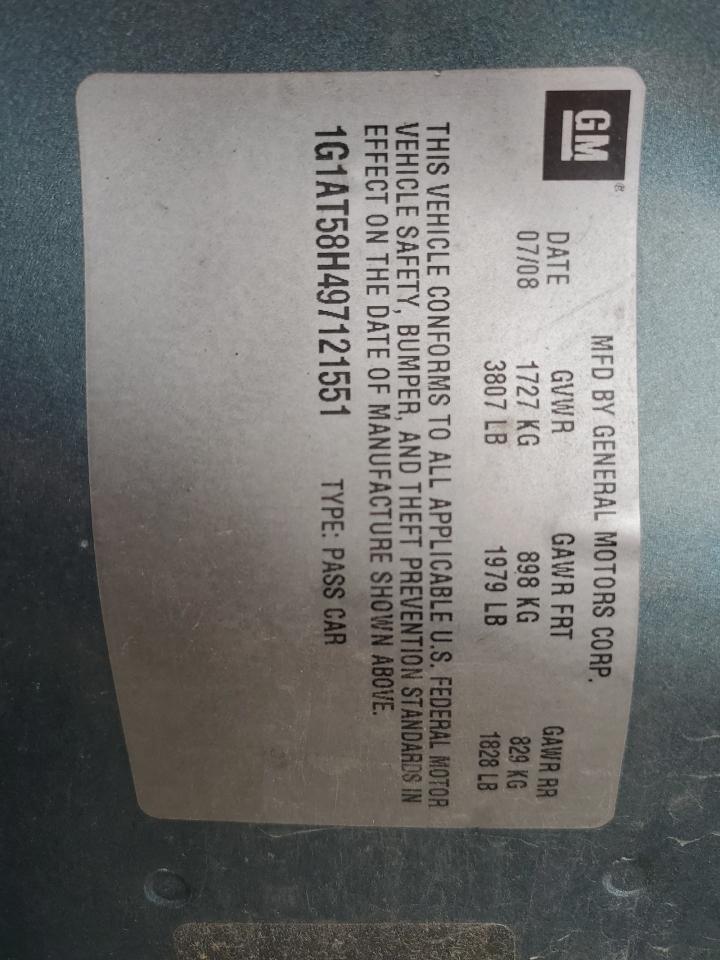 GM®
MFD BY GENERAL MOTORS CORP.
DATE GVWR GAWR FRT GAWR RR
07/08 1727 KG 898 KG 829 KG
3807 LB 1979 LB 1828 LB
THIS VEHICLE CONFORMS TO ALL APPLICABLE U.S. FEDERAL MOTOR
VEHICLE SAFETY, BUMPER, AND THEFT PREVENTION STANDARDS IN
EFFECT ON THE DATE OF MANUFACTURE SHOWN ABOVE.
1G1AT58H497121551 TYPE: PASS CAR